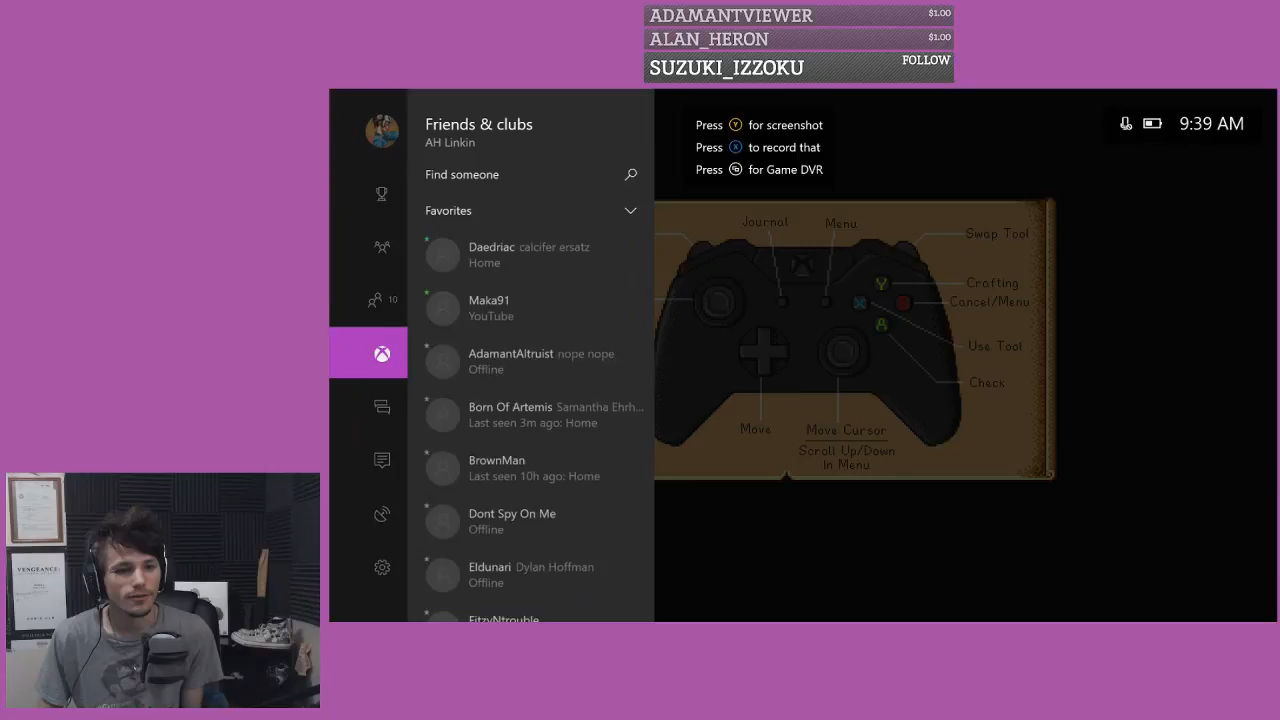 ADAMANTVIEWER $1.00
ALAN_HERON $1.00
SUZUKI_IZZOKU FOLLOW
Friends & clubs
AH Linkin
Find someone
Favorites
Daedriac calcifer ersatz
Home
Maka91
YouTube
AdamantAltruist nope nope
Offline
Born Of Artemis Samantha Ehrh...
Last seen 3m ago: Home
BrownMan
Last seen 10h ago: Home
Dont Spy On Me
Offline
Eldunari Dylan Hoffman
Offline
FitzyNtrouble
10
Press Y for screenshot
Press X to record that
Press for Game DVR
9:39 AM
Journal
Menu
Swap Tool
Y
Crafting
X
Cancel/Menu
A
Use Tool
Check
Move
Move Cursor
Scroll Up/Down
In Menu
VENGEANCE